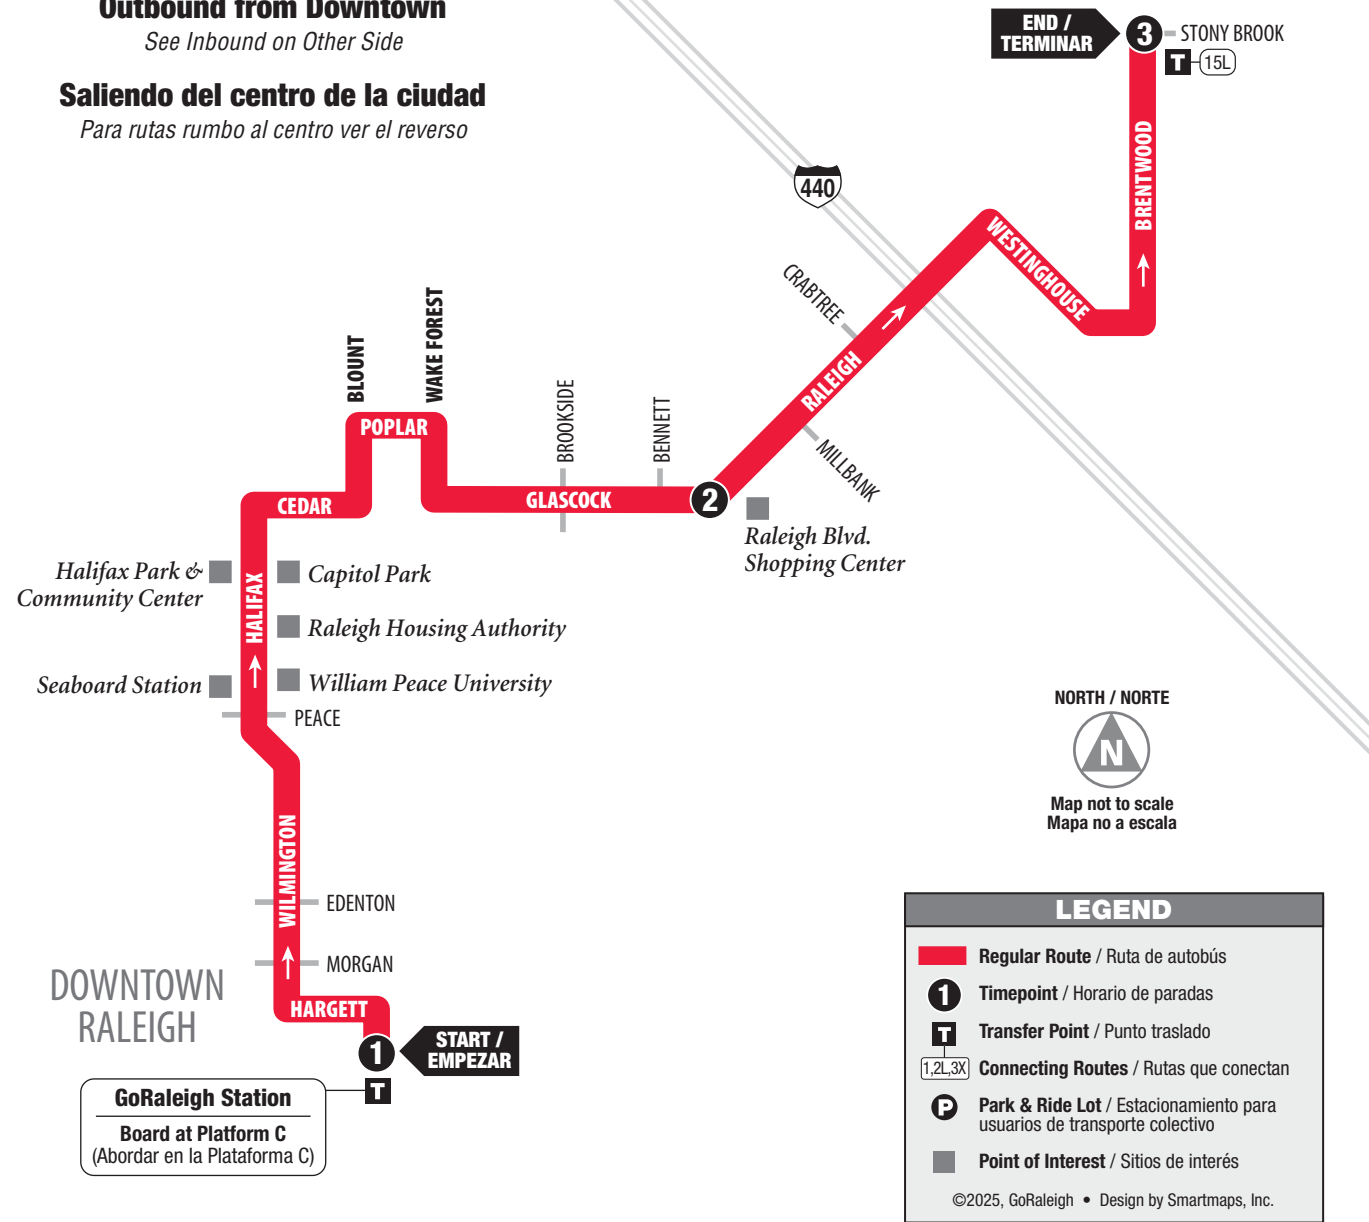 Outbound from Downtown
See Inbound on Other Side
Saliendo del centro de la ciudad
Para rutas rumbo al centro ver el reverso
END /
TERMINAR
3
STONY BROOK
T
15L
BRENTWOOD
440
WESTINGHOUSE
CRABTREE
RALEIGH
MILLBANK
BLOUNT
WAKE FOREST
POPLAR
BROOKSIDE
BENNETT
CEDAR
GLASCOCK
2
Raleigh Blvd.
Shopping Center
Halifax Park &
Community Center
Capitol Park
HALIFAX
Raleigh Housing Authority
Seaboard Station
William Peace University
PEACE
NORTH / NORTE
N
Map not to scale
Mapa no a escala
WILMINGTON
EDENTON
MORGAN
DOWNTOWN
RALEIGH
HARGETT
1
START /
EMPEZAR
T
GoRaleigh Station
Board at Platform C
(Abordar en la Plataforma C)
LEGEND
Regular Route / Ruta de autobús
1 Timepoint / Horario de paradas
T Transfer Point / Punto traslado
1,2L,3X Connecting Routes / Rutas que conectan
P Park & Ride Lot / Estacionamiento para
usuarios de transporte colectivo
Point of Interest / Sitios de interés
©2025, GoRaleigh • Design by Smartmaps, Inc.